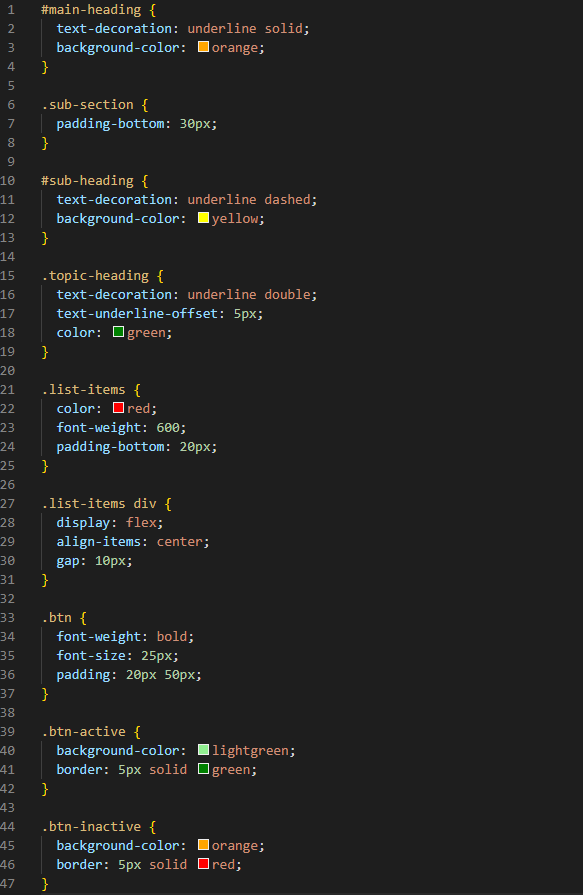 1 #main-heading {
2 text-decoration: underline solid;
3 background-color: orange;
4 }
5
6 .sub-section {
7 padding-bottom: 30px;
8 }
9
10 #sub-heading {
11 text-decoration: underline dashed;
12 background-color: yellow;
13 }
14
15 .topic-heading {
16 text-decoration: underline double;
17 text-underline-offset: 5px;
18 color: green;
19 }
20
21 .list-items {
22 color: red;
23 font-weight: 600;
24 padding-bottom: 20px;
25 }
26
27 .list-items div {
28 display: flex;
29 align-items: center;
30 gap: 10px;
31 }
32
33 .btn {
34 font-weight: bold;
35 font-size: 25px;
36 padding: 20px 50px;
37 }
38
39 .btn-active {
40 background-color: lightgreen;
41 border: 5px solid green;
42 }
43
44 .btn-inactive {
45 background-color: orange;
46 border: 5px solid red;
47 }